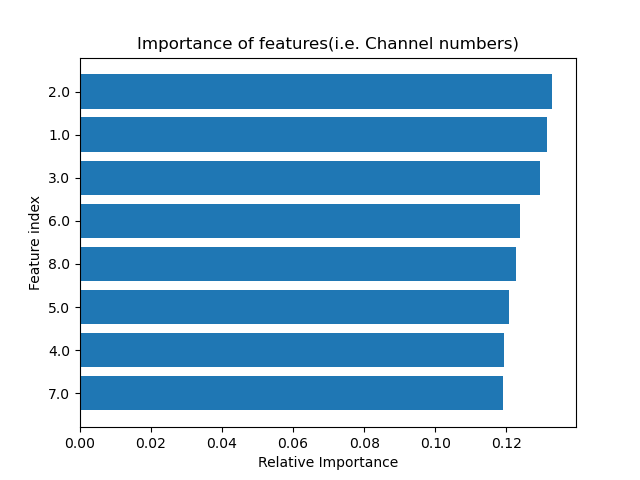 Importance of features(i.e. Channel numbers)
2.0
1.0
3.0
6.0
8.0
5.0
4.0
7.0
Feature index
0.00 0.02 0.04 0.06 0.08 0.10 0.12
Relative Importance